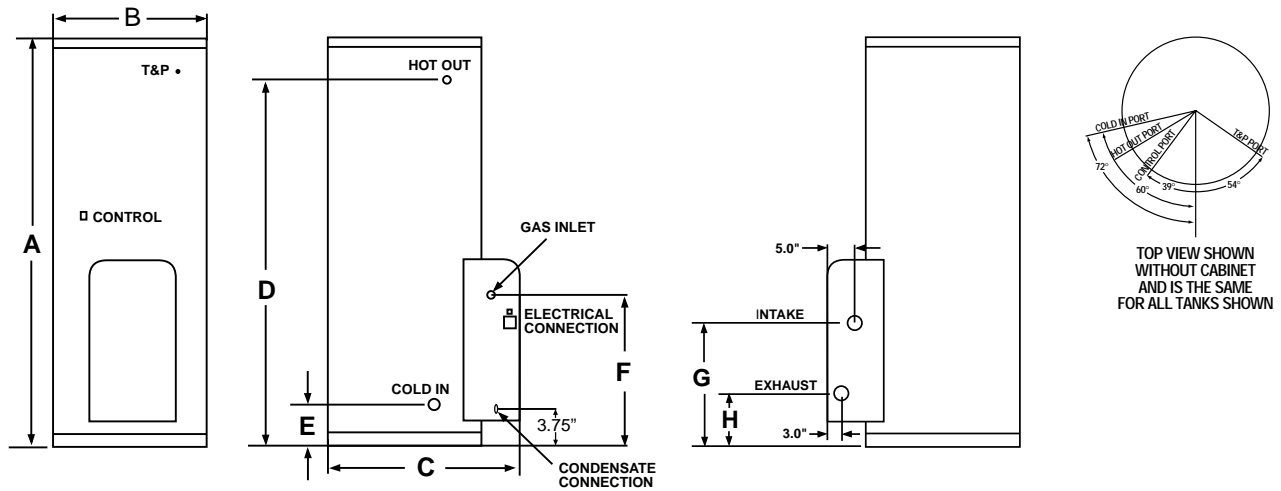 B
T&P
A
CONTROL
HOT OUT
D
GAS INLET
ELECTRICAL
CONNECTION
F
COLD IN
E
3.75”
C
CONDENSATE
CONNECTION
5.0"
INTAKE
G
EXHAUST
H
3.0"
COLD IN PORT
HOT OUT PORT
CONTROL PORT
T&P PORT
72°
60°
39°
54°
TOP VIEW SHOWN
WITHOUT CABINET
AND IS THE SAME
FOR ALL TANKS SHOWN